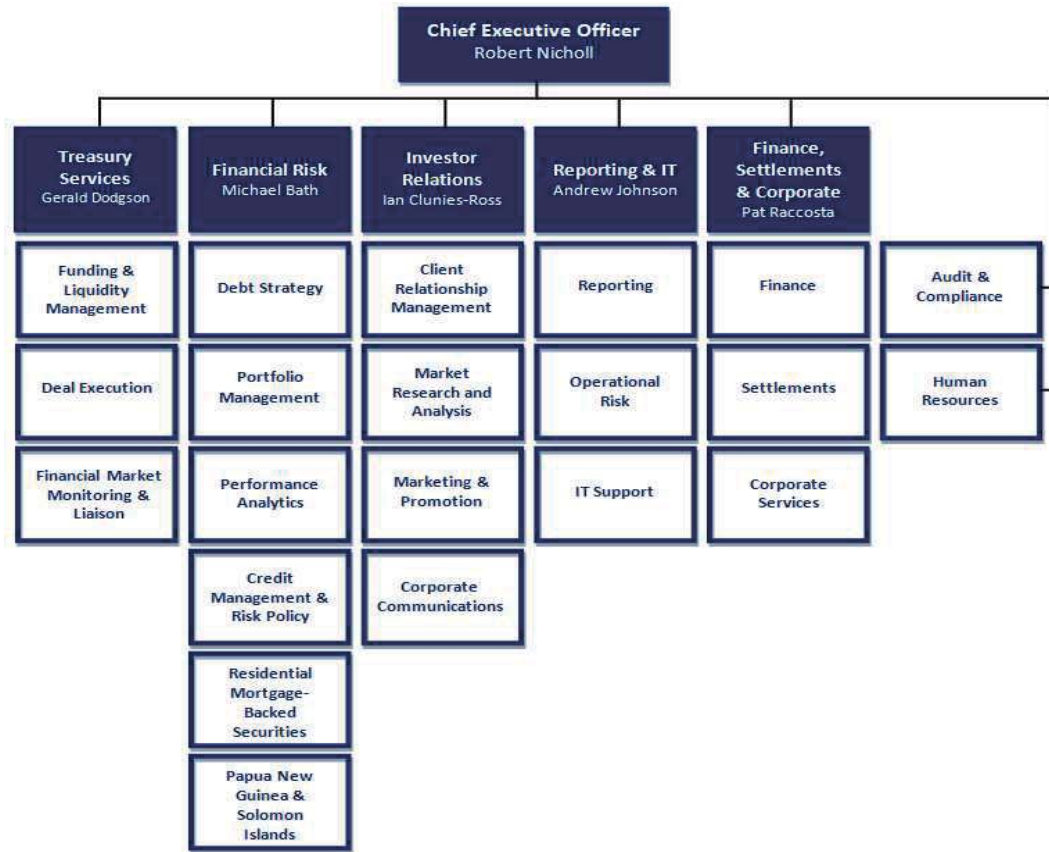 Chief Executive Officer
Robert Nicholl
Treasury
Services
Gerald Dodgson
Funding &
Liquidity
Management
Deal Execution
Financial Market
Monitoring &
Liaison
Financial Risk
Michael Bath
Debt Strategy
Portfolio
Management
Performance
Analytics
Credit
Management &
Risk Policy
Residential
Mortgage-
Backed
Securities
Papua New
Guinea &
Solomon
Islands
Investor
Relations
Ian Clunies-Ross
Client
Relationship
Management
Market
Research and
Analysis
Marketing &
Promotion
Corporate
Communications
Reporting & IT
Andrew Johnson
Reporting
Operational
Risk
IT Support
Finance,
Settlements
& Corporate
Pat Raccosta
Finance
Settlements
Corporate
Services
Audit &
Compliance
Human
Resources